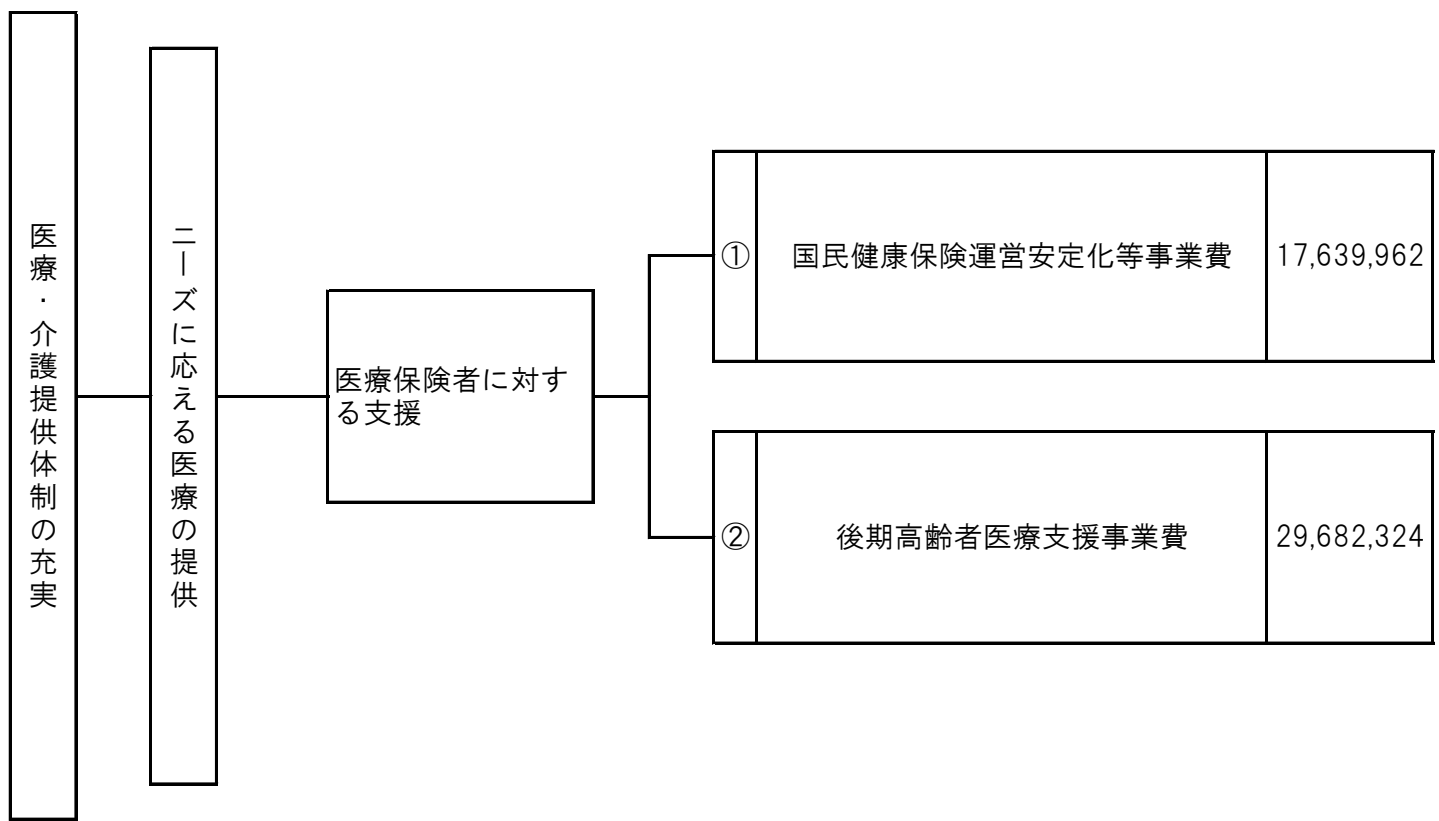 医療・介護提供体制の充実
ニーズに応える医療の提供
医療保険者に対す
る支援
① 国民健康保険運営安定化等事業費 17,639,962
② 後期高齢者医療支援事業費 29,682,324